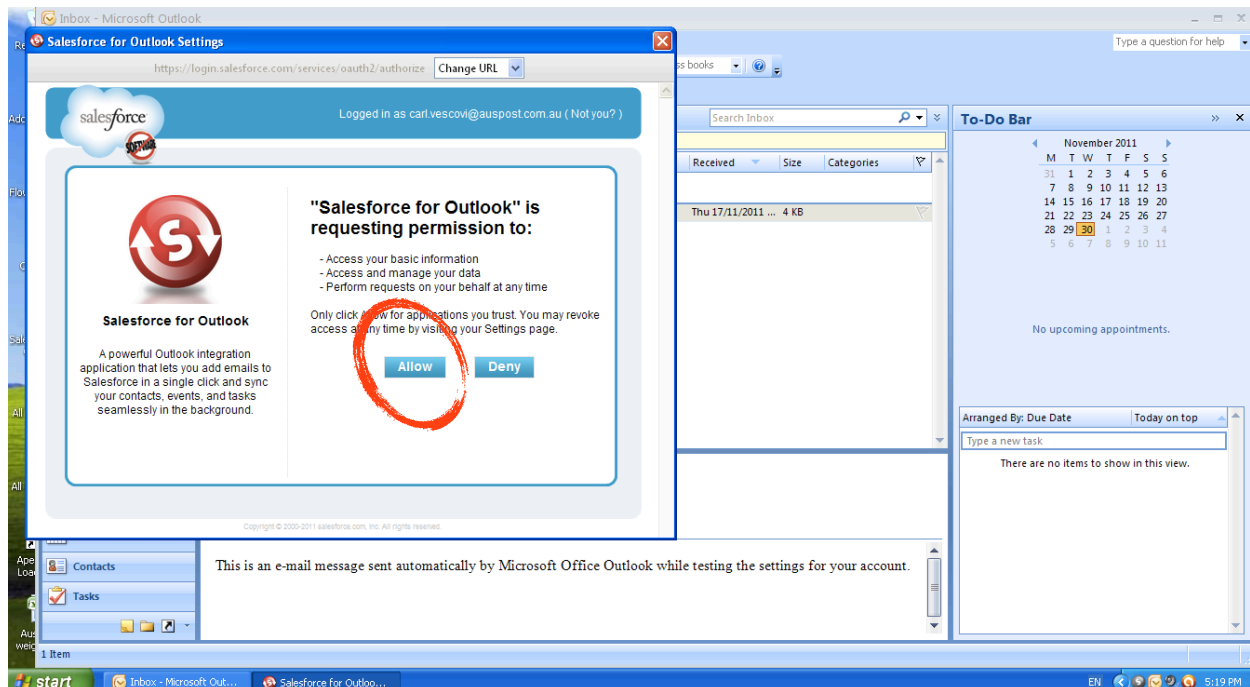 Inbox - Microsoft Outlook
Salesforce for Outlook Settings
Type a question for help
https://login.salesforce.com/services/oauth2/authorize Change URL
ss books
salesforce
SOFTWARE
Logged in as carl.vescovi@auspost.com.au ( Not you? )
Search Inbox
To-Do Bar
November 2011
M T W T F S S
31 1 2 3 4 5 6
7 8 9 10 11 12 13
14 15 16 17 18 19 20
21 22 23 24 25 26 27
28 29 30 1 2 3 4
5 6 7 8 9 10 11
Received Size Categories
Thu 17/11/2011 ... 4 KB
"Salesforce for Outlook" is
requesting permission to:
- Access your basic information
- Access and manage your data
- Perform requests on your behalf at any time
Only click Allow for applications you trust. You may revoke
access at any time by visiting your Settings page.
Allow Deny
S
Salesforce for Outlook
A powerful Outlook integration
application that lets you add emails to
Salesforce in a single click and sync
your contacts, events, and tasks
seamlessly in the background.
Copyright © 2000-2011 salesforce.com, inc. All rights reserved.
No upcoming appointments.
Arranged By: Due Date Today on top
Type a new task
There are no items to show in this view.
Contacts
Tasks
This is an e-mail message sent automatically by Microsoft Office Outlook while testing the settings for your account.
1 Item
All
All
Ape
Loa
Aus
weig
start Inbox - Microsoft Out... Salesforce for Outloo... EN 5:19 PM